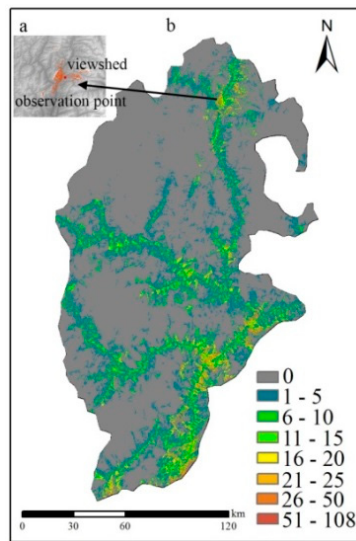 a
b
N
viewshed
observation point
0
1 - 5
6 - 10
11 - 15
16 - 20
21 - 25
26 - 50
51 - 108
km
0 30 60 120